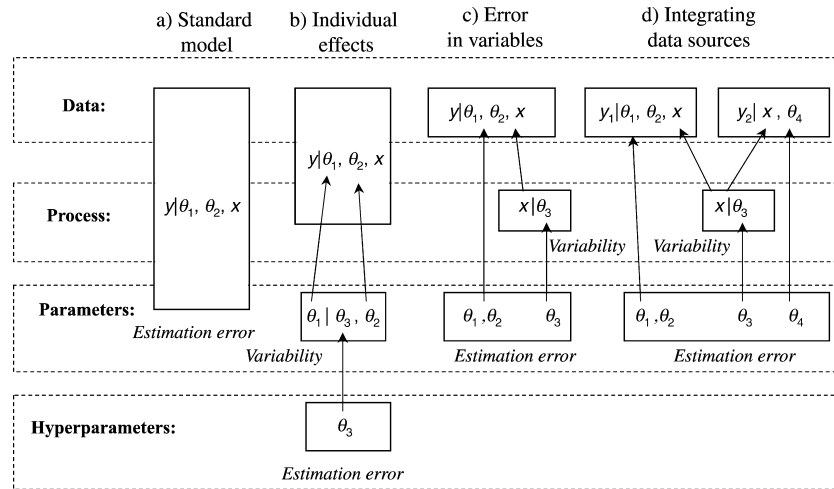 a) Standard model
b) Individual effects
c) Error in variables
d) Integrating data sources
Data:
y|θ₁, θ₂, x
y₁|θ₁, θ₂, x
y₂| x , θ₄
y|θ₁, θ₂, x
Process:
y|θ₁, θ₂, x
x|θ₃
x|θ₃
Variability
Variability
Parameters:
θ₁| θ₃, θ₂
θ₁,θ₂
θ₃
θ₁,θ₂
θ₃
θ₄
Estimation error
Variability
Estimation error
Estimation error
Hyperparameters:
θ₃
Estimation error